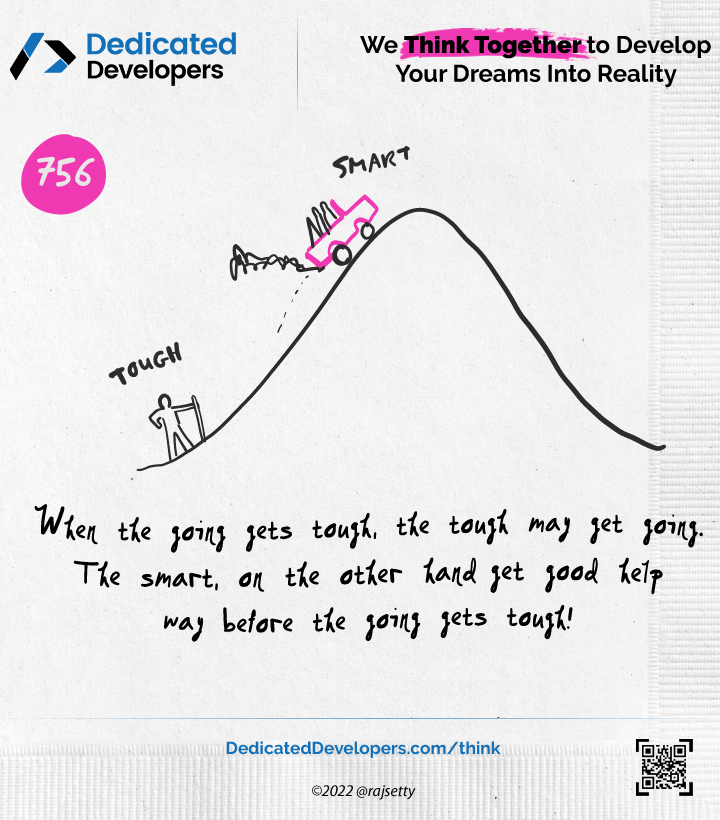 Dedicated
Developers
We Think Together to Develop
Your Dreams Into Reality
756
SMART
TOUGH
When the going gets tough, the tough may get going.
The smart, on the other hand get good help
way before the going gets tough!
DedicatedDevelopers.com/think
©2022 @rajsetty